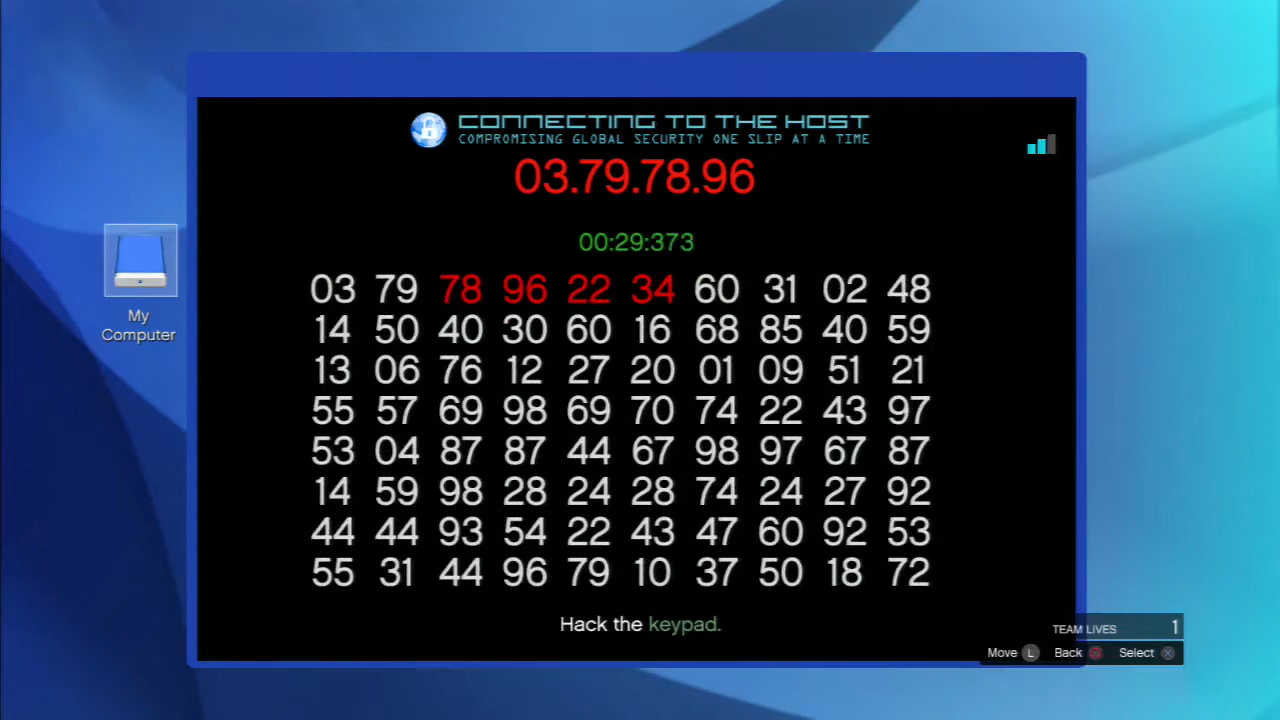 CONNECTING TO THE HOST
COMPROMISING GLOBAL SECURITY ONE SLIP AT A TIME
03.79.78.96
00:29:373
03 79 78 96 22 34 60 31 02 48
14 50 40 30 60 16 68 85 40 59
13 06 76 12 27 20 01 09 51 21
55 57 69 98 69 70 74 22 43 97
53 04 87 87 44 67 98 97 67 87
14 59 98 28 24 28 74 24 27 92
44 44 93 54 22 43 47 60 92 53
55 31 44 96 79 10 37 50 18 72
My
Computer
Hack the keypad.
TEAM LIVES 1
Move L Back Select